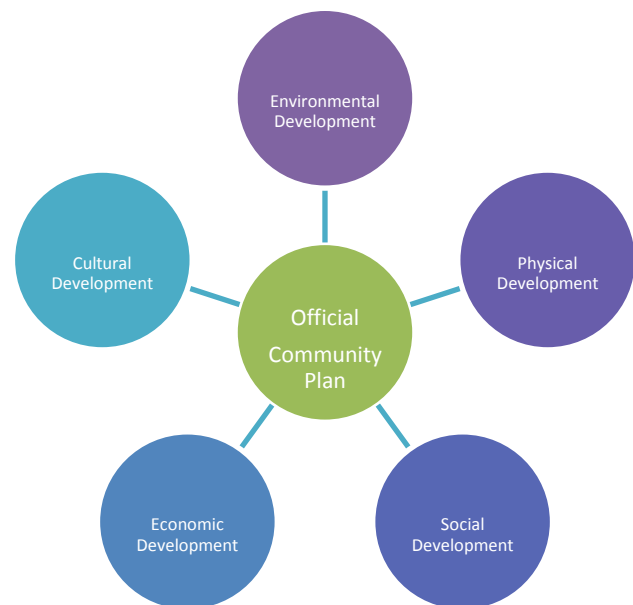 Environmental
Development
Cultural
Development
Physical
Development
Official
Community
Plan
Economic
Development
Social
Development